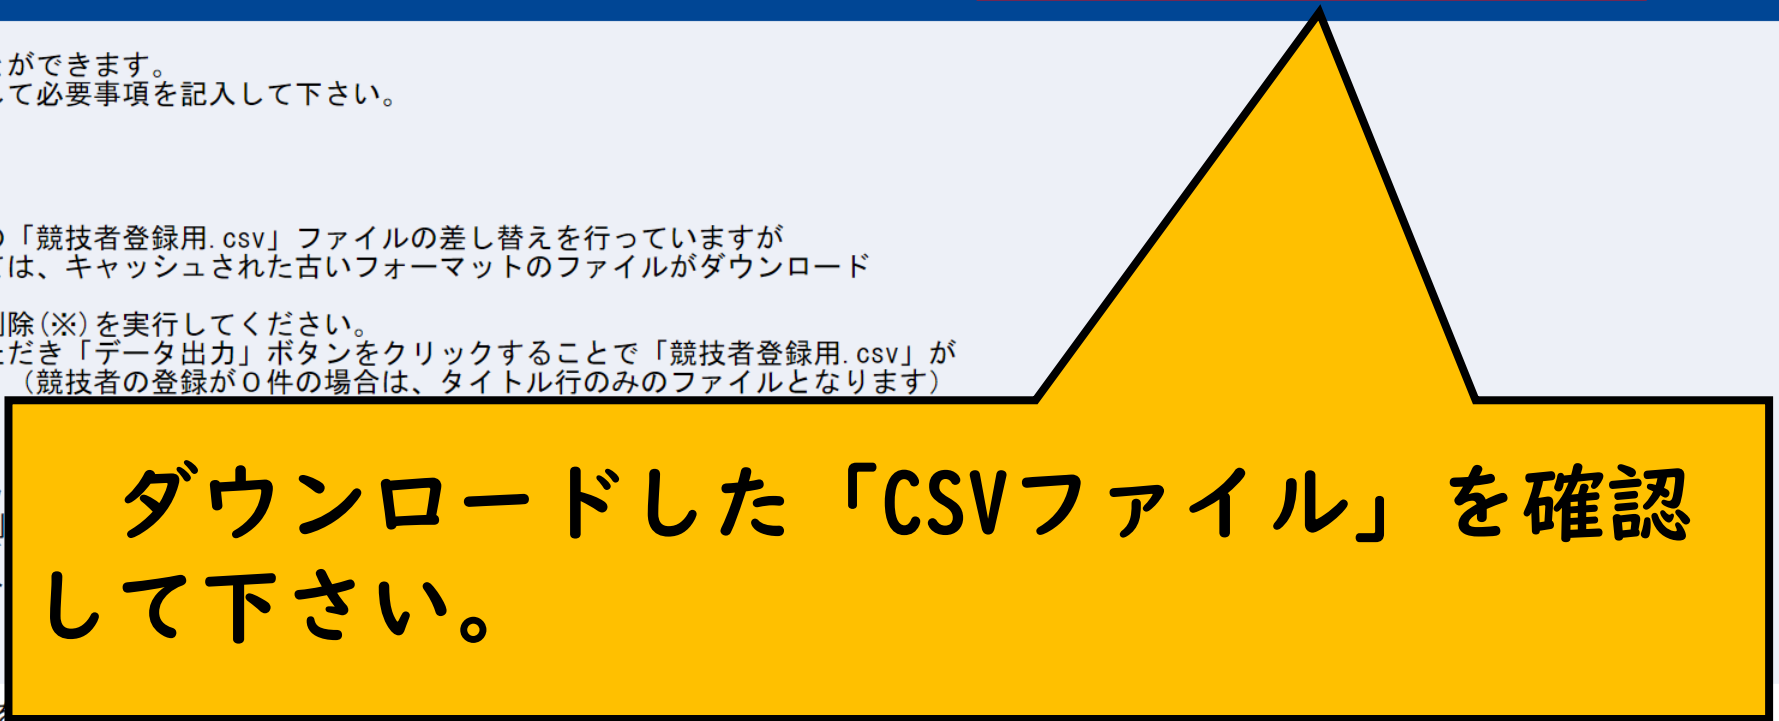 ができます。
て必要事項を記入して下さい。
「競技者登録用.csv」ファイルの差し替えを行っていますが
は、キャッシュされた古いフォーマットのファイルがダウンロード
除(※)を実行してください。
だき「データ出力」ボタンをクリックすることで「競技者登録用.csv」が
(競技者の登録が０件の場合は、タイトル行のみのファイルとなります)
ダウンロードした「CSVファイル」を確認
して下さい。